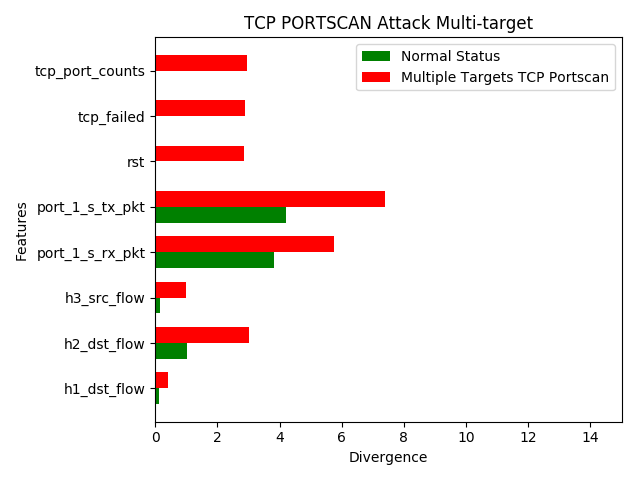 TCP PORTSCAN Attack Multi-target
Normal Status
Multiple Targets TCP Portscan
tcp_port_counts
tcp_failed
rst
port_1_s_tx_pkt
port_1_s_rx_pkt
h3_src_flow
h2_dst_flow
h1_dst_flow
Features
0 2 4 6 8 10 12 14
Divergence